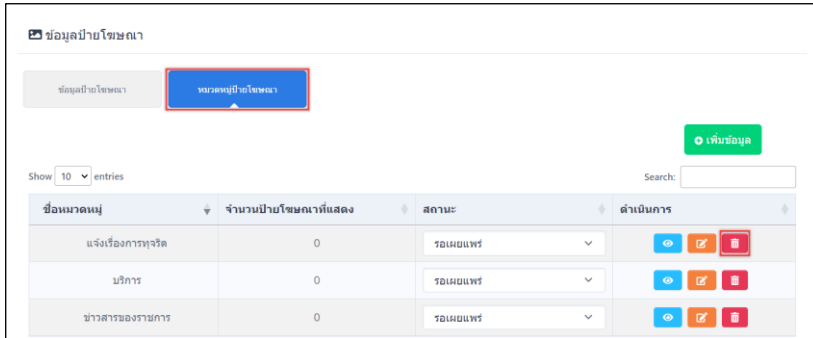 ข้อมูลป้ายโฆษณา
ข้อมูลป้ายโฆษณา หมวดหมู่ป้ายโฆษณา
เพิ่มข้อมูล
Show 10 entries Search:
ชื่อหมวดหมู่ จำนวนป้ายโฆษณาที่แสดง สถานะ ดำเนินการ
แจ้งเรื่องการทุจริต 0 รอเผยแพร่
บริการ 0 รอเผยแพร่
ข่าวสารของราชการ 0 รอเผยแพร่